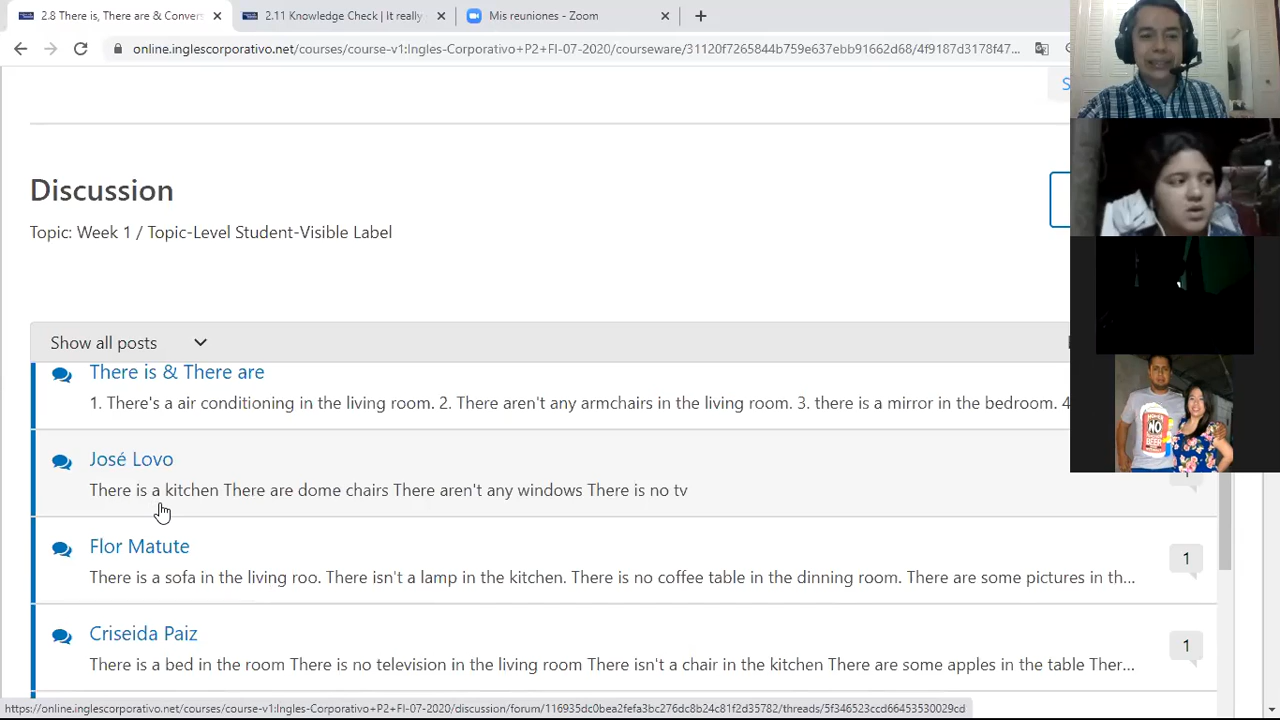 2.8 There is, There are & Conver
2.11 Knowledge Check | It really
Mis reuniones - Zoom
online.inglescorporativo.net/courses/course-v1:Ingles-Corporativo+P2+FI-07-2020/courseware/31120f7265844b759e357ebb91662d68/4f9187d3178f47...
Discussion
Topic: Week 1 / Topic-Level Student-Visible Label
Show all posts
There is & There are
1. There's a air conditioning in the living room. 2. There aren't any armchairs in the living room. 3. there is a mirror in the bedroom. 4
José Lovo
There is a kitchen There are dome chairs There aren't any windows There is no tv
Flor Matute
There is a sofa in the living roo. There isn't a lamp in the kitchen. There is no coffee table in the dinning room. There are some pictures in th...
1
Criseida Paiz
There is a bed in the room There is no television in the living room There isn't a chair in the kitchen There are some apples in the table Ther...
1
NO
BEER
https://online.inglescorporativo.net/courses/course-v1:Ingles-Corporativo+P2+FI-07-2020/discussion/forum/116935dc0bea2fefa3bc276dc8b24c81f2b55782/threads/5f346523ccd66453530029cd